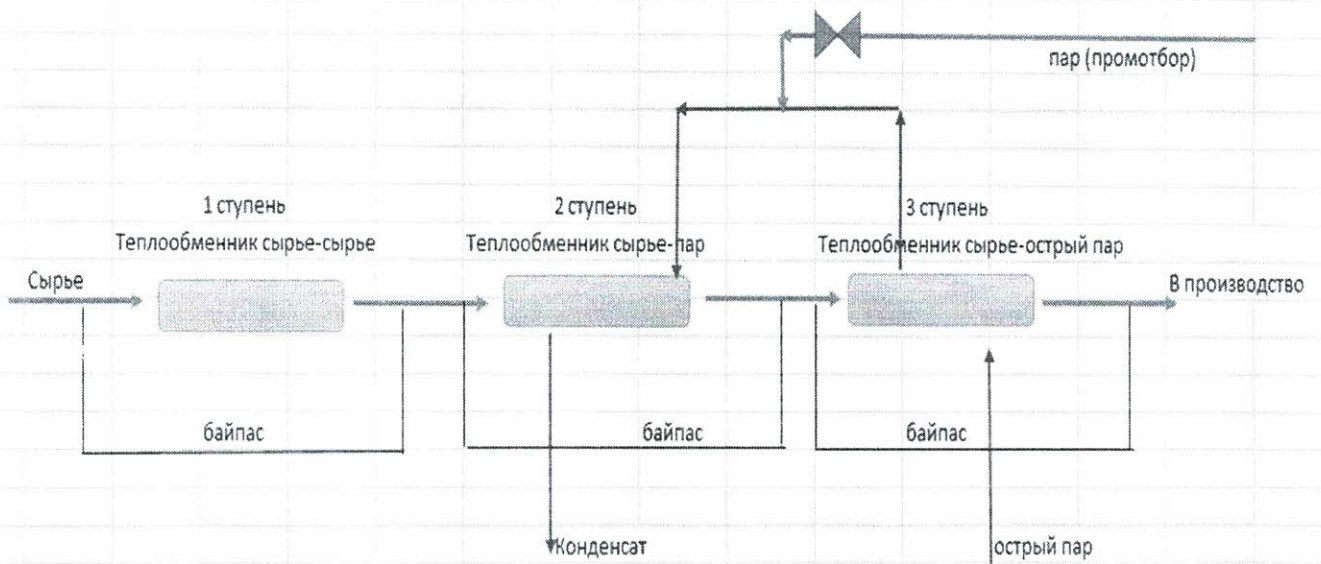 пар (промотбор)
1 ступень
2 ступень
3 ступень
Теплообменник сырье-сырье
Теплообменник сырье-пар
Теплообменник сырье-острый пар
Сырье
В производство
байпас
байпас
байпас
Конденсат
острый пар